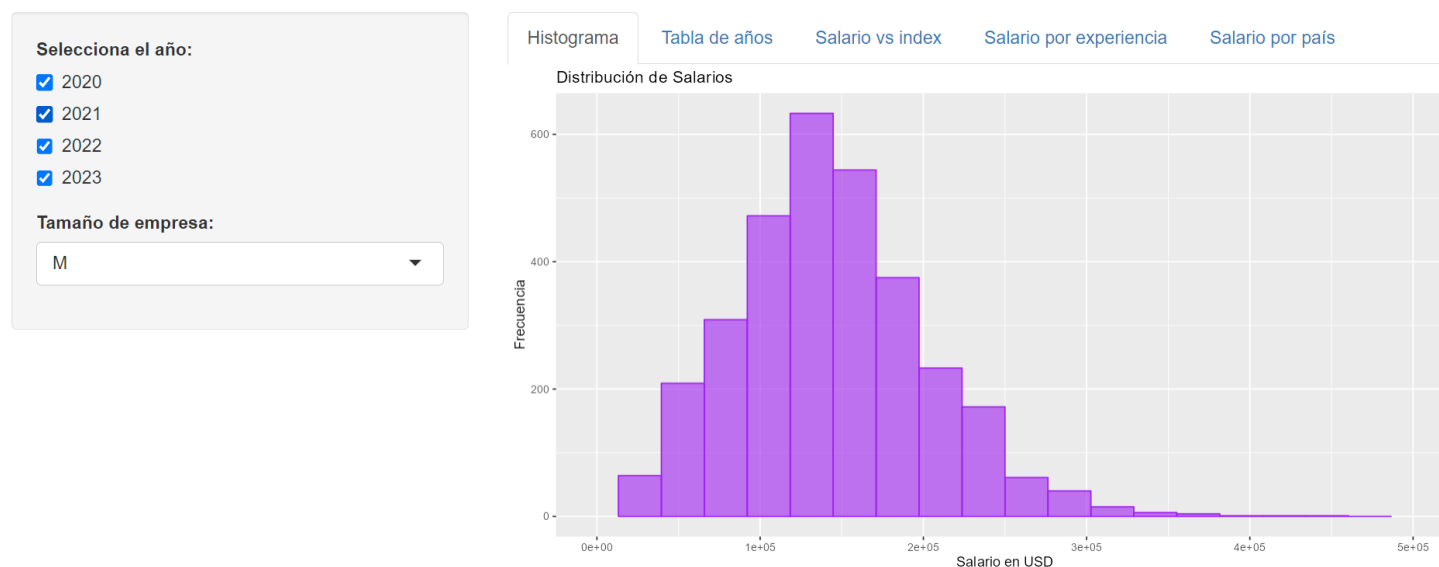 Selecciona el año:
2020
2021
2022
2023
Tamaño de empresa:
M
Histograma
Tabla de años
Salario vs index
Salario por experiencia
Salario por país
Distribución de Salarios
Frecuencia
600
400
200
0
0e+00
1e+05
2e+05
3e+05
4e+05
5e+05
Salario en USD